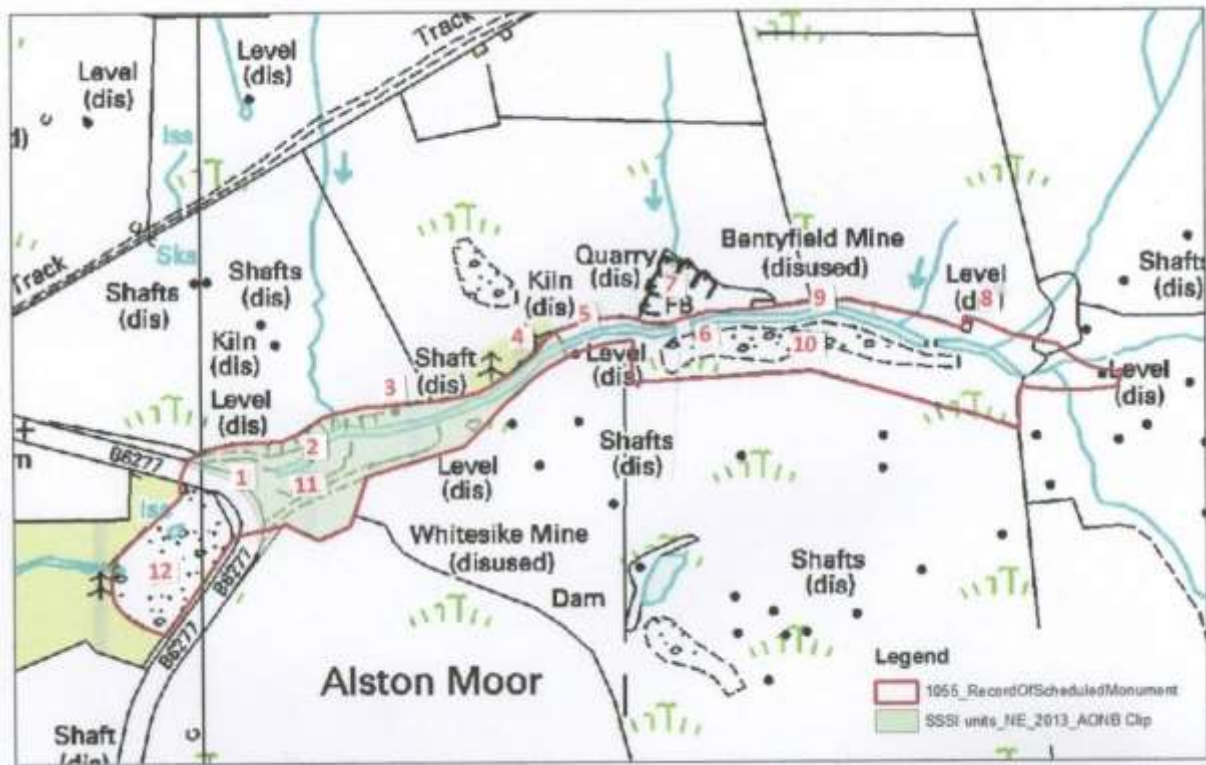 Track
Level
(dis)
Level
(dis)
Iss
Track
Sks
Shafts
(dis)
Shafts
(dis)
Kiln
(dis)
Level
(dis)
Shaft
(dis)
Kiln
(dis)
Quarry
(dis)
FB
Bentyfield Mine
(disused)
Level
Shafts
(dis)
Level
(dis)
Level
(dis)
Shafts
(dis)
Level
(dis)
Whitesike Mine
(disused)
Dam
Shafts
(dis)
B6277
B6277
B6277
Iss
Alston Moor
Shaft
(dis)
1
2
3
4
5
6
7
8
9
10
11
12
Legend
1055_RecordOfScheduledMonument
SSSI units_NE_2013_AONB Clip